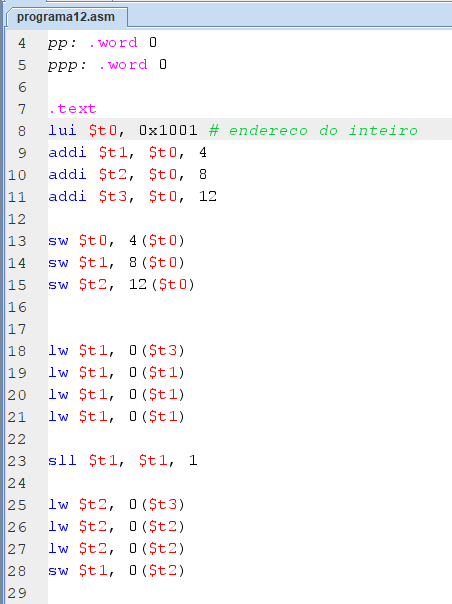 programa12.asm
4 pp: .word 0
5 ppp: .word 0
6
7 .text
8 lui $t0, 0x1001 # endereco do inteiro
9 addi $t1, $t0, 4
10 addi $t2, $t0, 8
11 addi $t3, $t0, 12
12
13 sw $t0, 4($t0)
14 sw $t1, 8($t0)
15 sw $t2, 12($t0)
16
17
18 lw $t1, 0($t3)
19 lw $t1, 0($t1)
20 lw $t1, 0($t1)
21 lw $t1, 0($t1)
22
23 sll $t1, $t1, 1
24
25 lw $t2, 0($t3)
26 lw $t2, 0($t2)
27 lw $t2, 0($t2)
28 sw $t1, 0($t2)
29